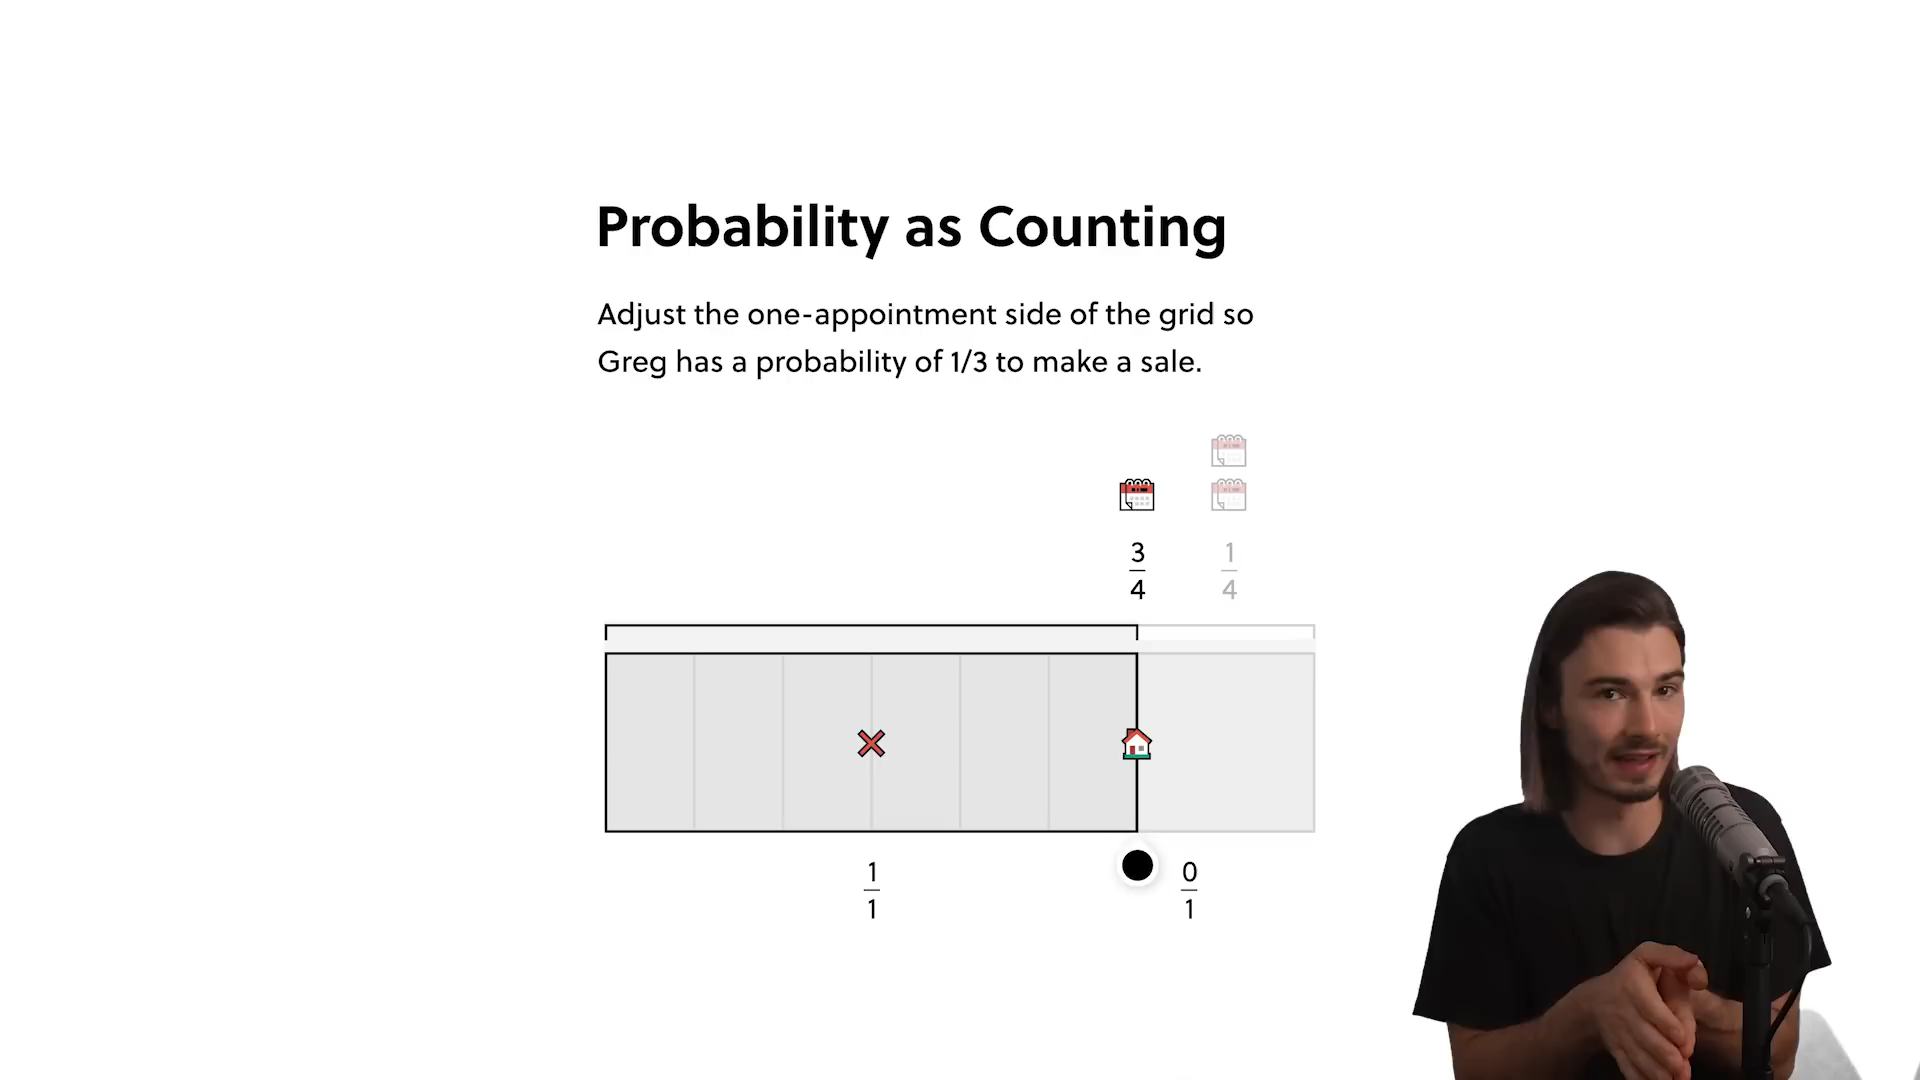 Probability as Counting
Adjust the one-appointment side of the grid so
Greg has a probability of 1/3 to make a sale.
3/4 1/4
1/1 0/1